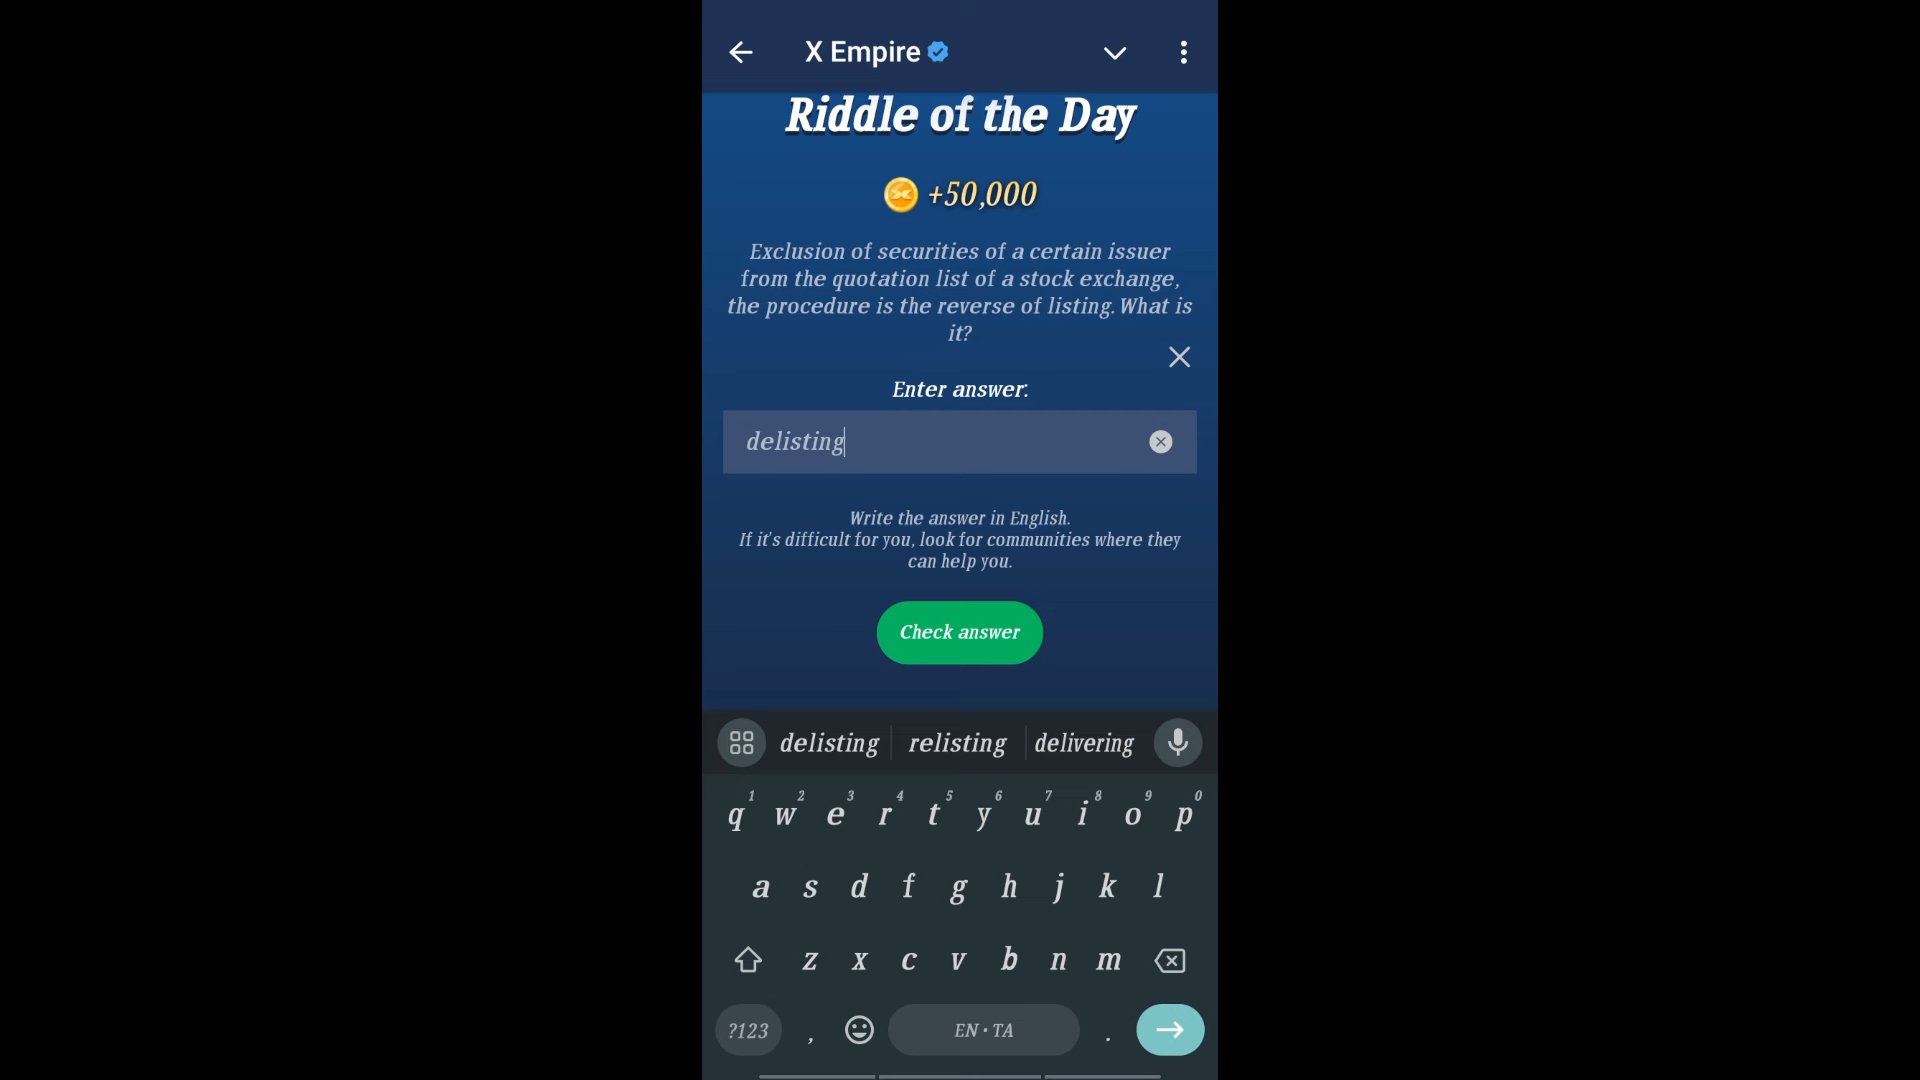 X Empire
Riddle of the Day
+50,000
Exclusion of securities of a certain issuer
from the quotation list of a stock exchange,
the procedure is the reverse of listing. What is
it?
Enter answer:
delisting
Write the answer in English.
If it's difficult for you, look for communities where they
can help you.
Check answer
delisting relisting delivering
1 2 3 4 5 6 7 8 9 0
q w e r t y u i o p
a s d f g h j k l
z x c v b n m
?123 , EN • TA .